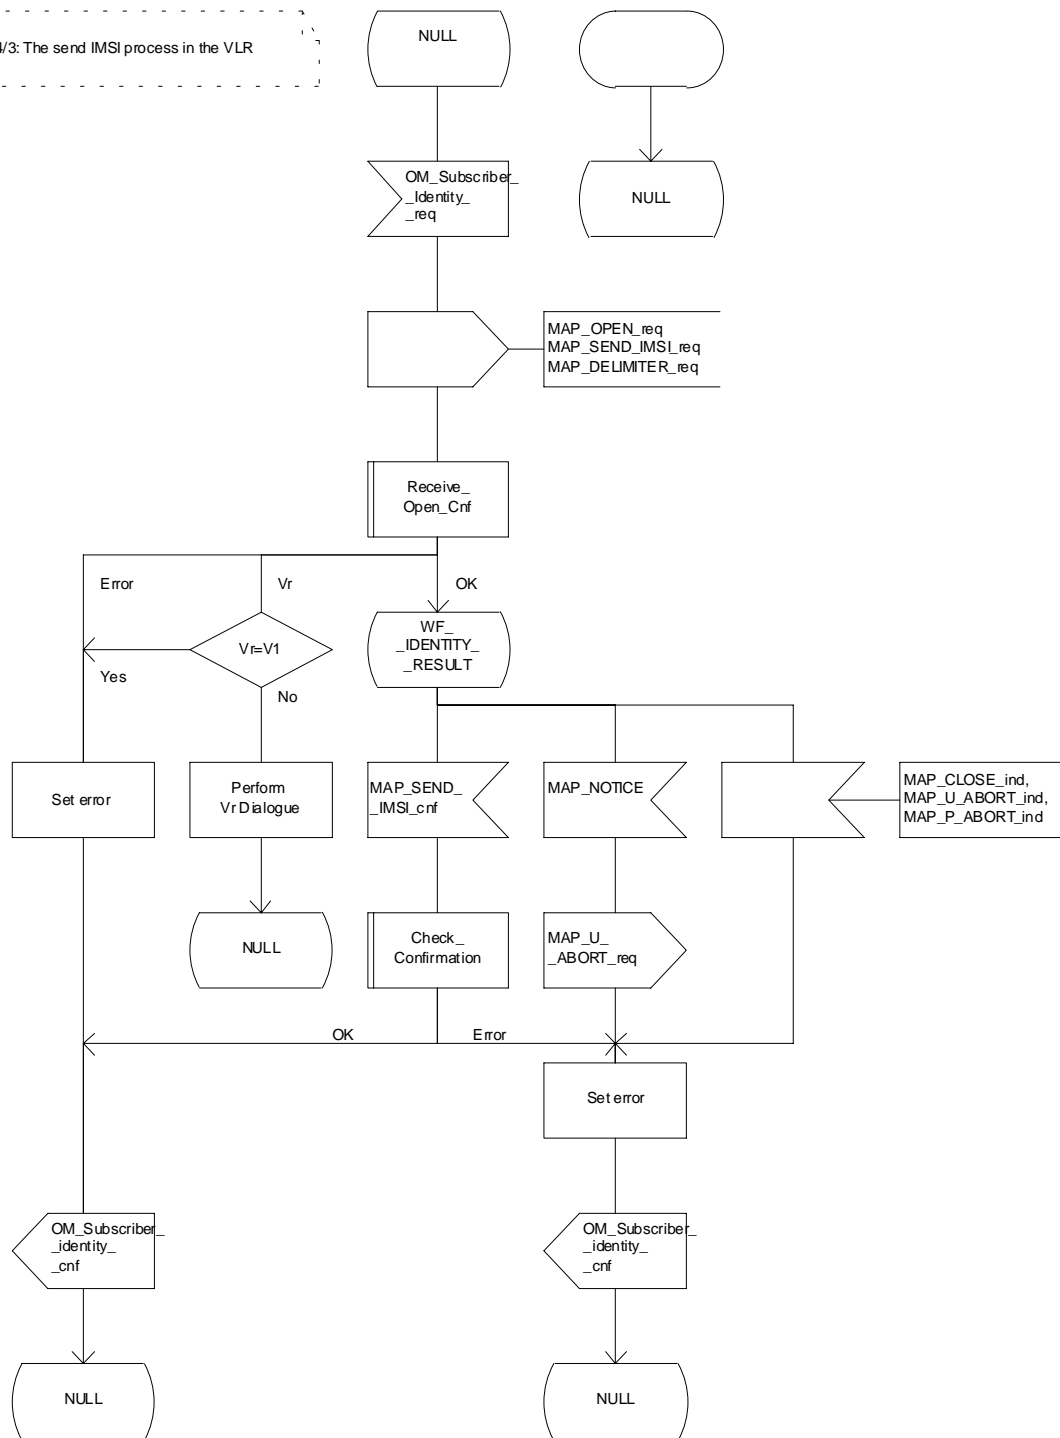 4/3: The send IMSI process in the VLR
NULL
OM_Subscriber_
_Identity_
_req
NULL
MAP_OPEN_req
MAP_SEND_IMSI_req
MAP_DELIMITER_req
Receive_
Open_Cnf
Error
Vr
OK
Vr=V1
WF_
_IDENTITY_
_RESULT
Yes
No
Set error
Perform
Vr Dialogue
MAP_SEND_
_IMSI_cnf
MAP_NOTICE
MAP_CLOSE_ind,
MAP_U_ABORT_ind,
MAP_P_ABORT_ind
NULL
Check_
Confirmation
MAP_U_
_ABORT_req
OK
Error
Set error
OM_Subscriber_
_identity_
_cnf
OM_Subscriber_
_identity_
_cnf
NULL
NULL